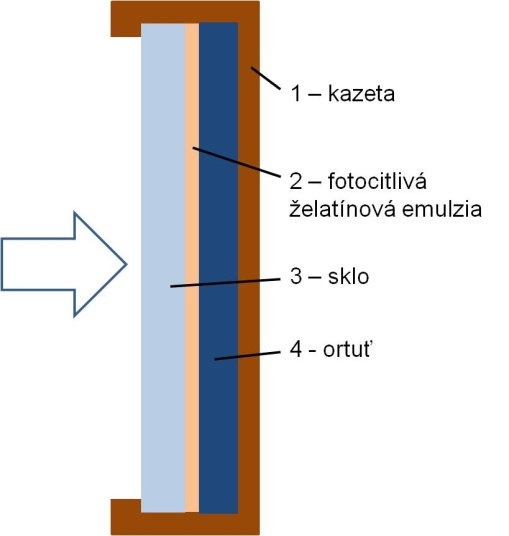 1 – kazeta
2 – fotocitlivá
želatínová emulzia
3 – sklo
4 - ortuť